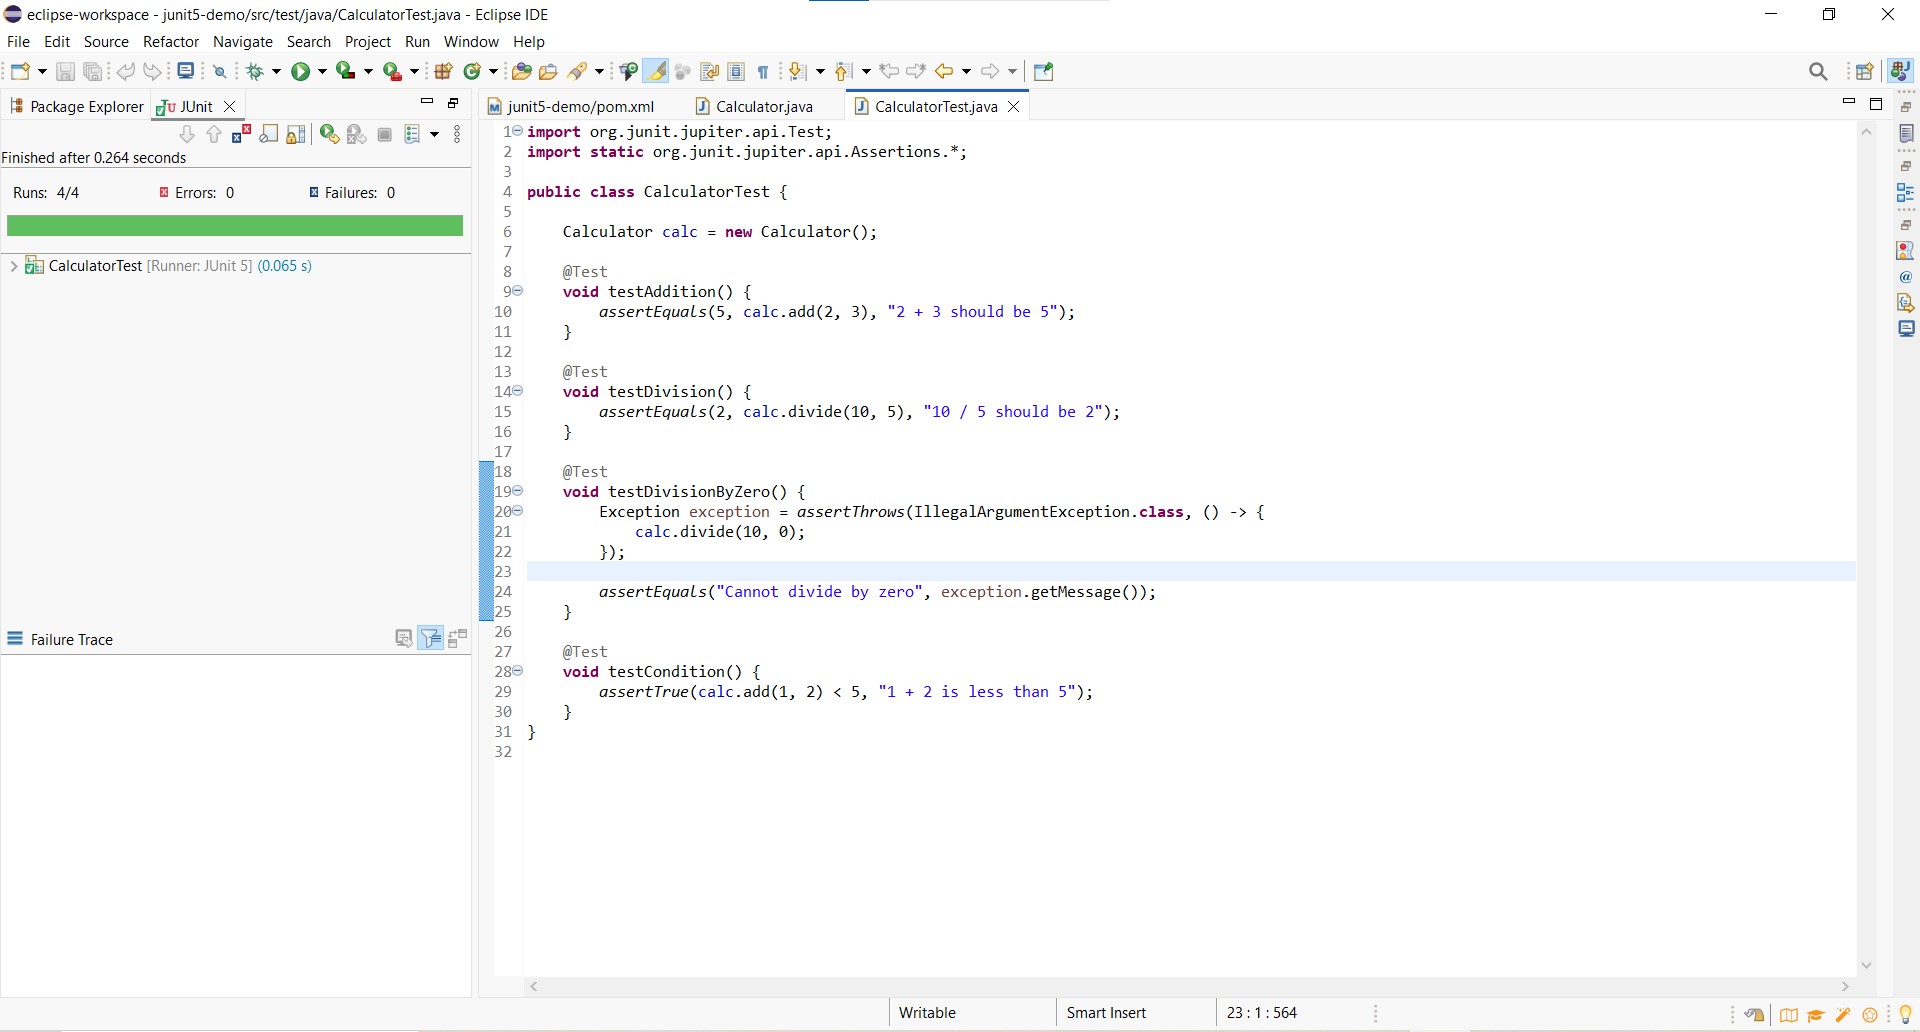 eclipse-workspace - junit5-demo/src/test/java/CalculatorTest.java - Eclipse IDE
File Edit Source Refactor Navigate Search Project Run Window Help
Package Explorer JUnit
Finished after 0.264 seconds
Runs: 4/4 Errors: 0 Failures: 0
CalculatorTest [Runner: JUnit 5] (0.065 s)
Failure Trace
junit5-demo/pom.xml Calculator.java CalculatorTest.java
1 import org.junit.jupiter.api.Test;
2 import static org.junit.jupiter.api.Assertions.*;
3
4 public class CalculatorTest {
5
6     Calculator calc = new Calculator();
7
8     @Test
9     void testAddition() {
10         assertEquals(5, calc.add(2, 3), "2 + 3 should be 5");
11     }
12
13     @Test
14     void testDivision() {
15         assertEquals(2, calc.divide(10, 5), "10 / 5 should be 2");
16     }
17
18     @Test
19     void testDivisionByZero() {
20         Exception exception = assertThrows(IllegalArgumentException.class, () -> {
21             calc.divide(10, 0);
22         });
23
24         assertEquals("Cannot divide by zero", exception.getMessage());
25     }
26
27     @Test
28     void testCondition() {
29         assertTrue(calc.add(1, 2) < 5, "1 + 2 is less than 5");
30     }
31 }
32
Writable Smart Insert 23 : 1 : 564